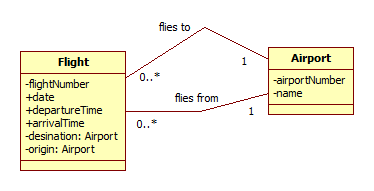 flies to
Flight
-flightNumber
+date
+departureTime
+arrivalTime
-desination: Airport
-origin: Airport
0..*
1
flies from
0..*
1
Airport
-airportNumber
-name